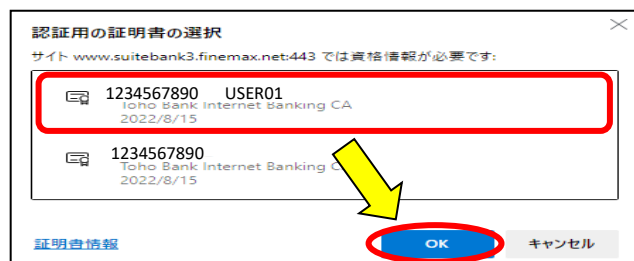 認証用の証明書の選択
サイト www.suitebank3.finemax.net:443 では資格情報が必要です:
1234567890 USER01
Toho Bank Internet Banking CA
2022/8/15
1234567890
Toho Bank Internet Banking
2022/8/15
証明書情報
OK
キャンセル